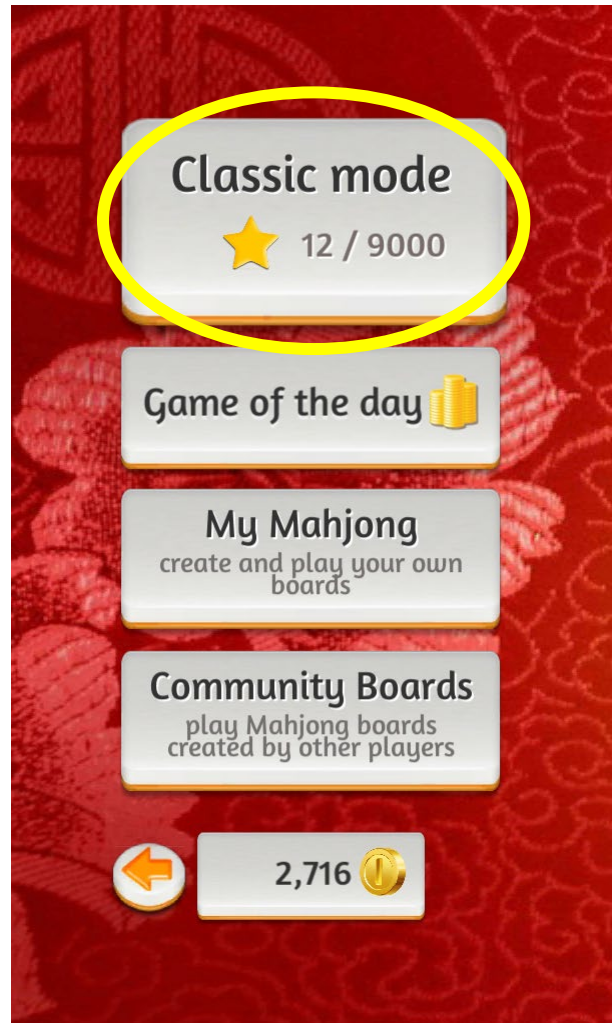 Classic mode
12 / 9000
Game of the day
My Mahjong
create and play your own
boards
Community Boards
play Mahjong boards
created by other players
2,716